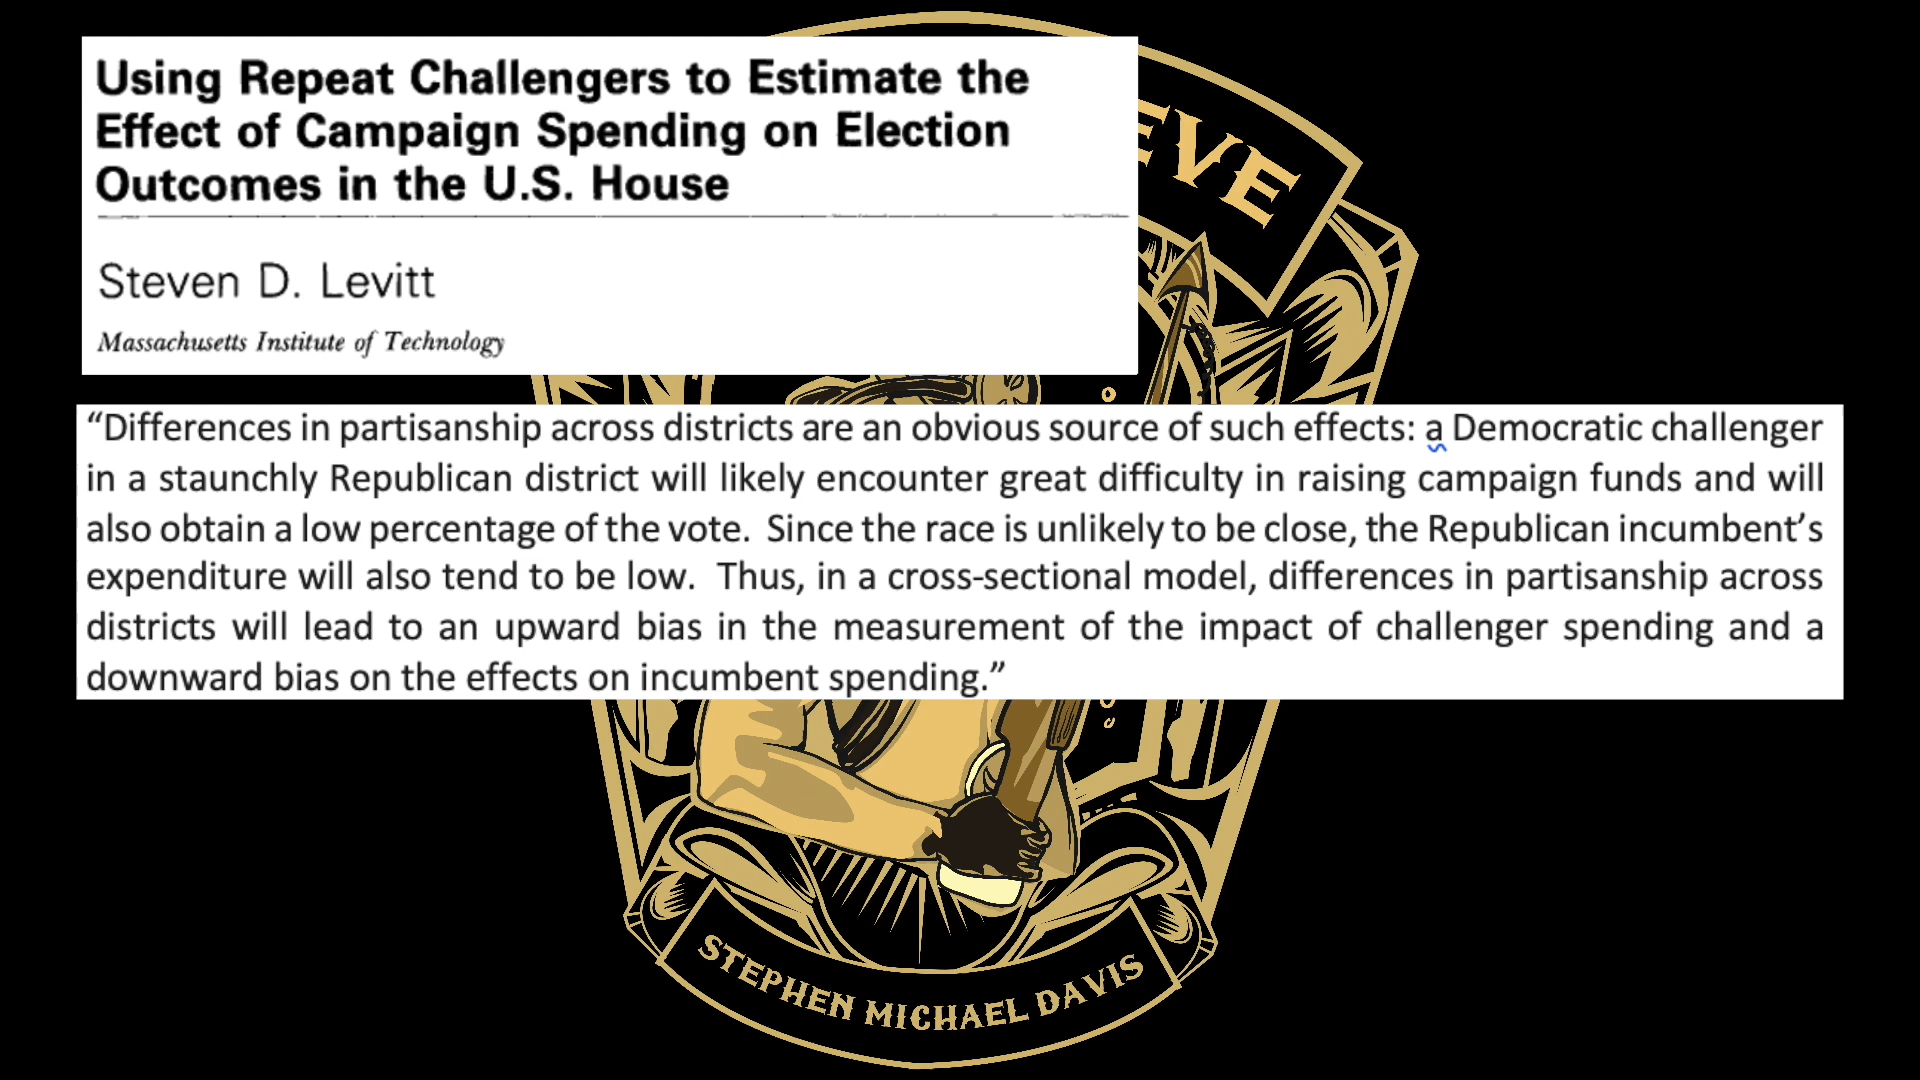 Using Repeat Challengers to Estimate the
Effect of Campaign Spending on Election
Outcomes in the U.S. House
Steven D. Levitt
Massachusetts Institute of Technology
EVE
“Differences in partisanship across districts are an obvious source of such effects: a Democratic challenger
in a staunchly Republican district will likely encounter great difficulty in raising campaign funds and will
also obtain a low percentage of the vote.  Since the race is unlikely to be close, the Republican incumbent’s
expenditure will also tend to be low.  Thus, in a cross-sectional model, differences in partisanship across
districts will lead to an upward bias in the measurement of the impact of challenger spending and a
downward bias on the effects on incumbent spending.”
STEPHEN MICHAEL DAVIS